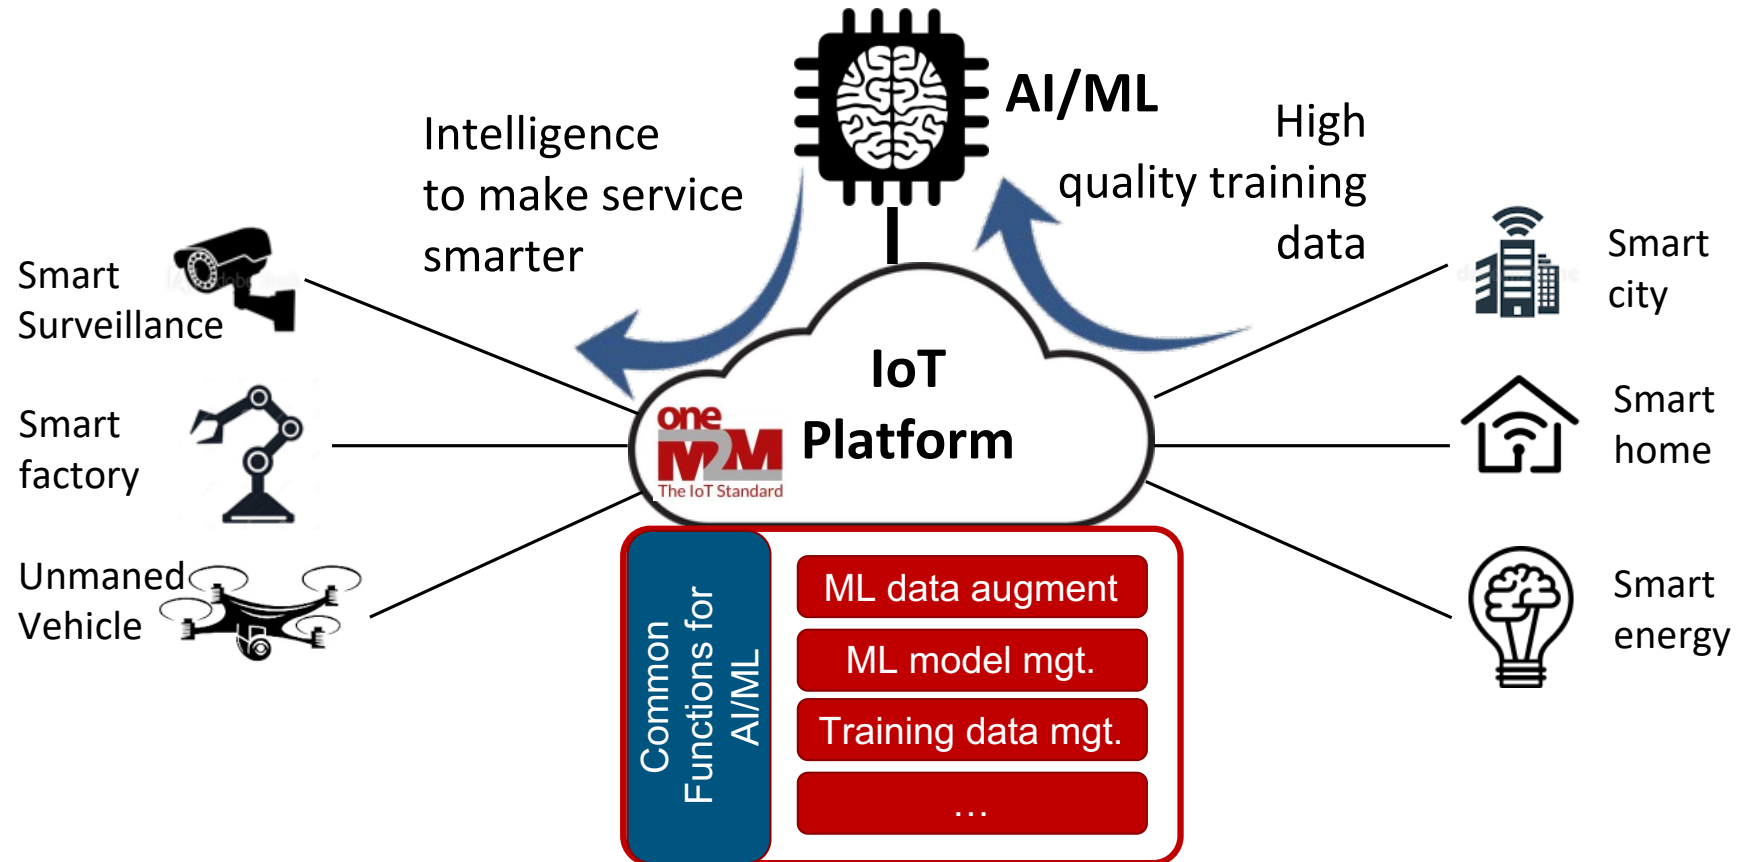 AI/ML
Intelligence
to make service
smarter
High
quality training
data
Smart
Surveillance
Smart
factory
Unmaned
Vehicle
IoT
Platform
one
M2M
The IoT Standard
Smart
city
Smart
home
Smart
energy
Common
Functions for
AI/ML
ML data augment
ML model mgt.
Training data mgt.
...